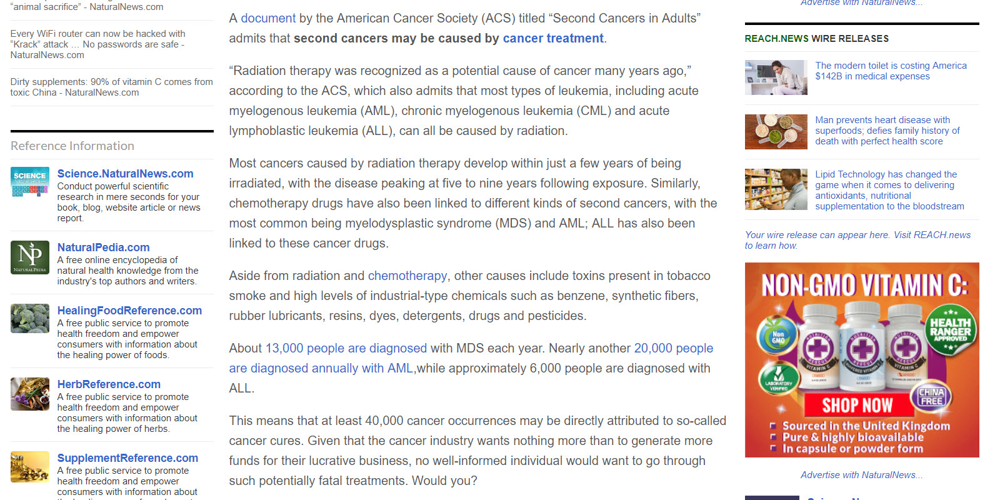 “animal sacrifice” - NaturalNews.com
Every WiFi router can now be hacked with
“Krack” attack … No passwords are safe -
NaturalNews.com
Dirty supplements: 90% of vitamin C comes from
toxic China - NaturalNews.com
Reference Information
SCIENCE
Science.NaturalNews.com
Conduct powerful scientific
research in mere seconds for your
book, blog, website article or news
report.
NP
NATURALPEDIA
NaturalPedia.com
A free online encyclopedia of
natural health knowledge from the
industry's top authors and writers.
HealingFoodReference.com
A free public service to promote
health freedom and empower
consumers with information about
the healing power of foods.
HerbReference.com
A free public service to promote
health freedom and empower
consumers with information about
the healing power of herbs.
SupplementReference.com
A free public service to promote
health freedom and empower
consumers with information about
A document by the American Cancer Society (ACS) titled “Second Cancers in Adults”
admits that second cancers may be caused by cancer treatment.
“Radiation therapy was recognized as a potential cause of cancer many years ago,”
according to the ACS, which also admits that most types of leukemia, including acute
myelogenous leukemia (AML), chronic myelogenous leukemia (CML) and acute
lymphoblastic leukemia (ALL), can all be caused by radiation.
Most cancers caused by radiation therapy develop within just a few years of being
irradiated, with the disease peaking at five to nine years following exposure. Similarly,
chemotherapy drugs have also been linked to different kinds of second cancers, with the
most common being myelodysplastic syndrome (MDS) and AML; ALL has also been
linked to these cancer drugs.
Aside from radiation and chemotherapy, other causes include toxins present in tobacco
smoke and high levels of industrial-type chemicals such as benzene, synthetic fibers,
rubber lubricants, resins, dyes, detergents, drugs and pesticides.
About 13,000 people are diagnosed with MDS each year. Nearly another 20,000 people
are diagnosed annually with AML,while approximately 6,000 people are diagnosed with
ALL.
This means that at least 40,000 cancer occurrences may be directly attributed to so-called
cancer cures. Given that the cancer industry wants nothing more than to generate more
funds for their lucrative business, no well-informed individual would want to go through
such potentially fatal treatments. Would you?
Advertise with NaturalNews...
REACH.NEWS WIRE RELEASES
The modern toilet is costing America
$142B in medical expenses
Man prevents heart disease with
superfoods; defies family history of
death with perfect health score
Lipid Technology has changed the
game when it comes to delivering
antioxidants, nutritional
supplementation to the bloodstream
Your wire release can appear here. Visit REACH.news
to learn how.
NON-GMO VITAMIN C:
HEALTH
RANGER
APPROVED
Non
GMO
LABORATORY
VERIFIED
NUTRITION
RESCUE
VITAMIN C
NUTRITION
RESCUE
NUTRITION
RESCUE
VITAMIN C
CHINA
FREE
SHOP NOW
Sourced in the United Kingdom
Pure & highly bioavailable
In capsule or powder form
Advertise with NaturalNews...